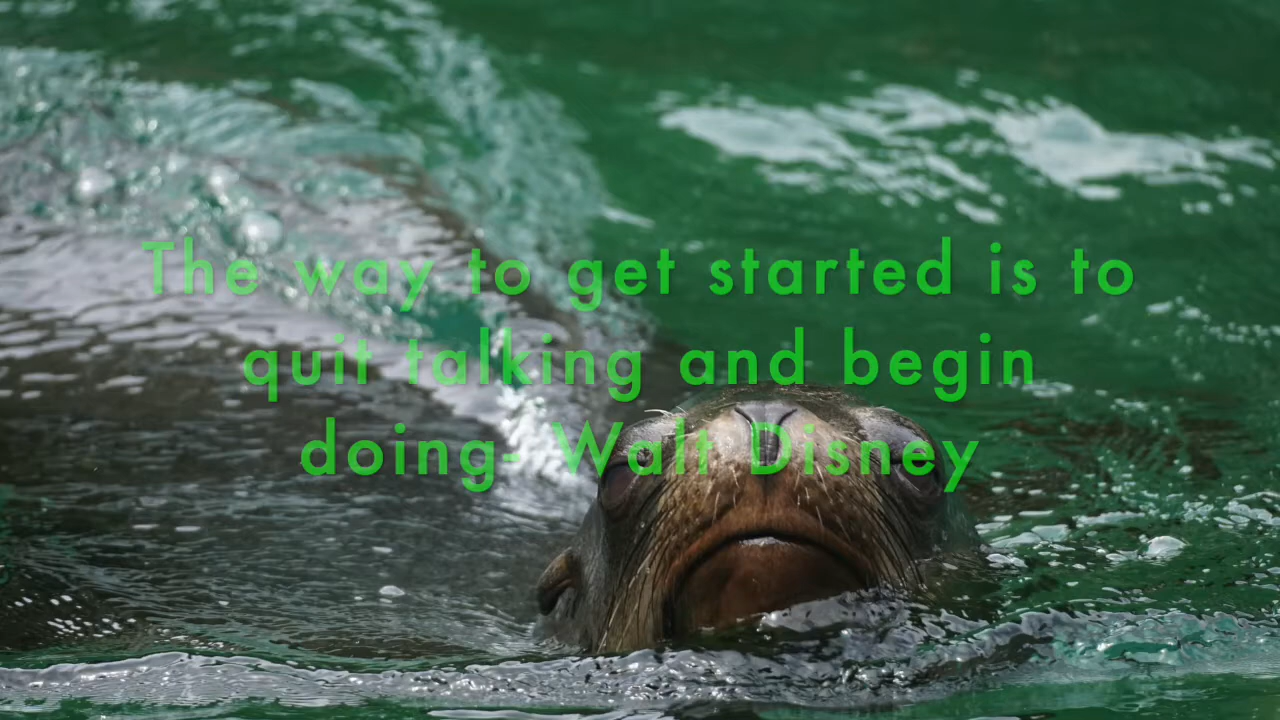 The way to get started is to
quit talking and begin
doing- Walt Disney